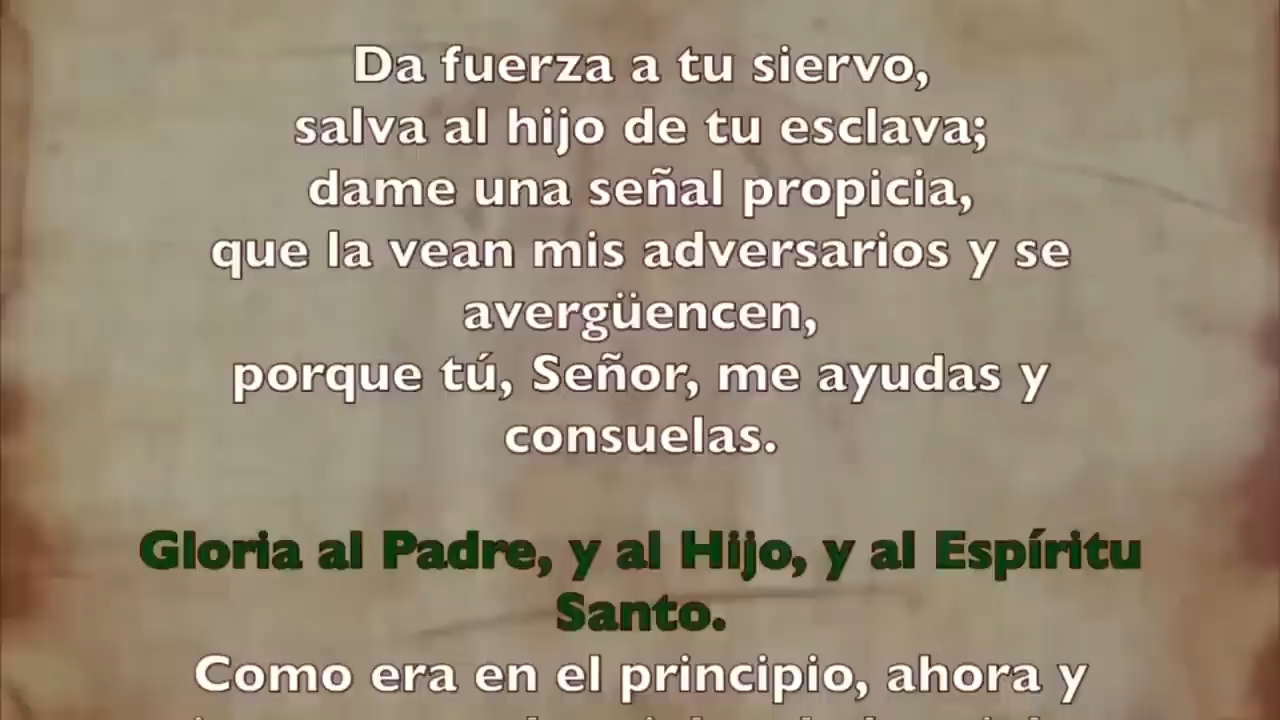 Da fuerza a tu siervo,
salva al hijo de tu esclava;
dame una señal propicia,
que la vean mis adversarios y se
avergüencen,
porque tú, Señor, me ayudas y
consuelas.
Gloria al Padre, y al Hijo, y al Espíritu
Santo.
Como era en el principio, ahora y